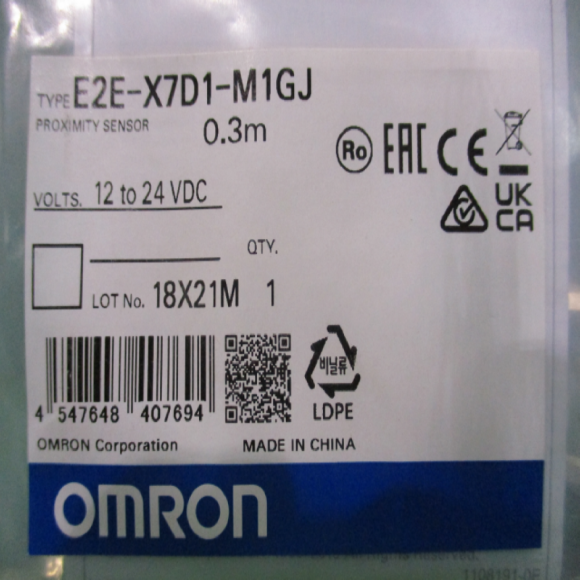 TYPE E2E-X7D1-M1GJ
PROXIMITY SENSOR 0.3m
Ro EAC CE
UK
CA
VOLTS. 12 to 24 VDC
QTY.
LOT No. 18X21M 1
비닐류
LDPE
4 547648 407694
OMRON Corporation MADE IN CHINA
OMRON